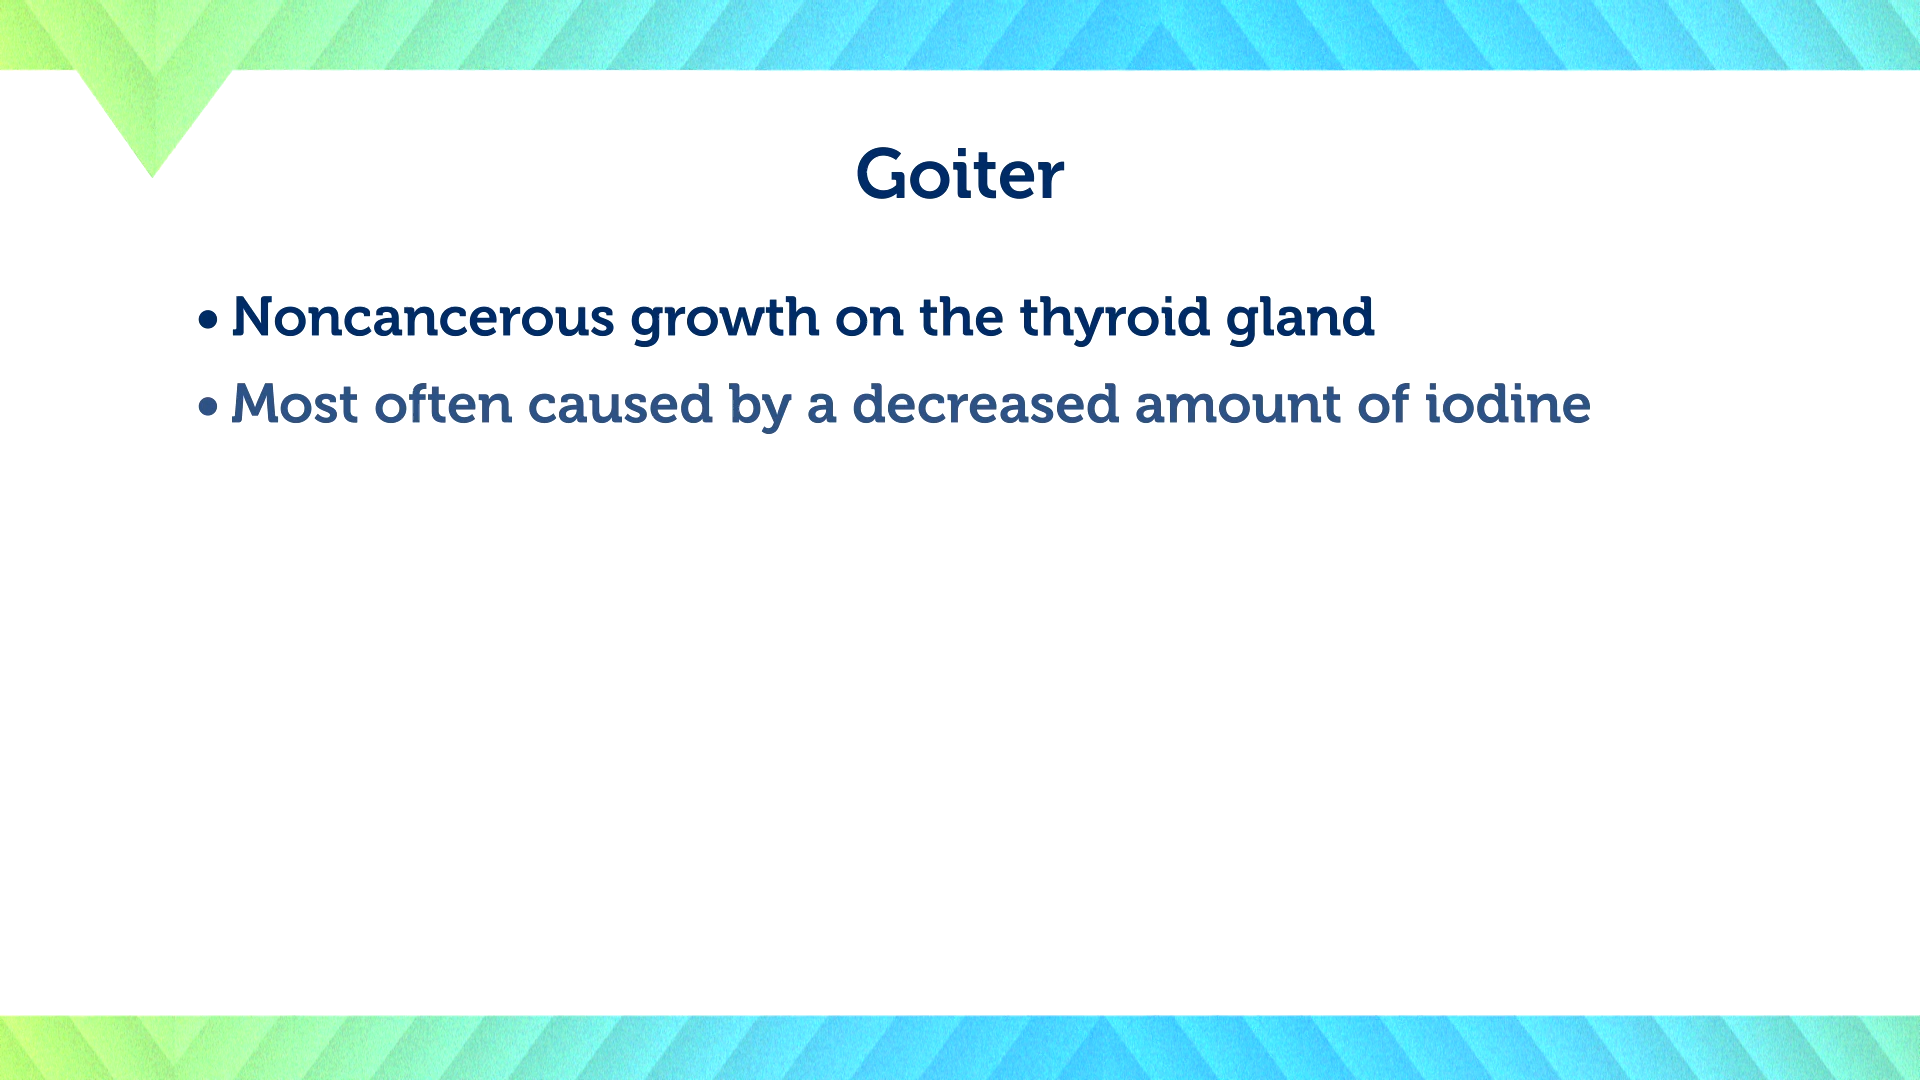 Goiter
• Noncancerous growth on the thyroid gland
• Most often caused by a decreased amount of iodine